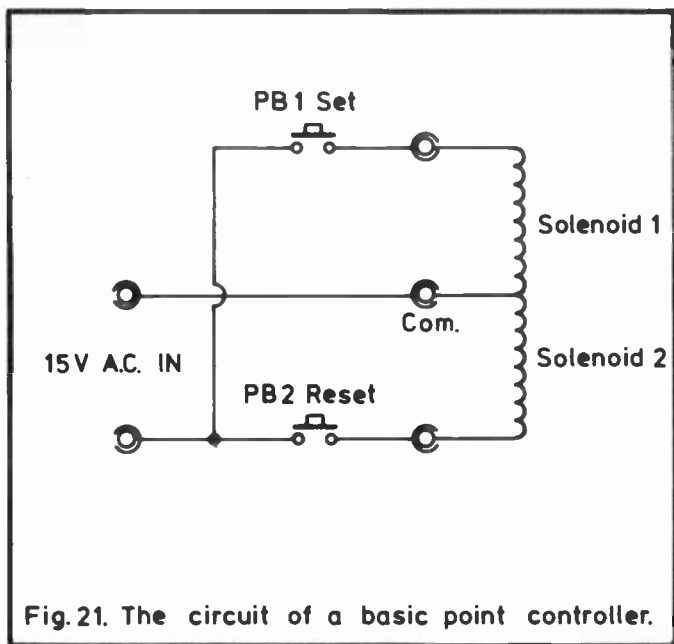 PB1 Set
Solenoid 1
Com.
15V A.C. IN
Solenoid 2
PB2 Reset
Fig. 21. The circuit of a basic point controller.